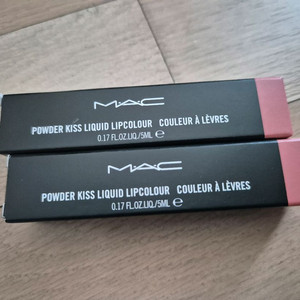 MAC
POWDER KISS LIQUID LIPCOLOUR COULEUR À LÈVRES
0.17 FL.OZ.LIQ./5ML ℮
MAC
POWDER KISS LIQUID LIPCOLOUR COULEUR À LÈVRES
0.17 FL.OZ.LIQ./5ML ℮